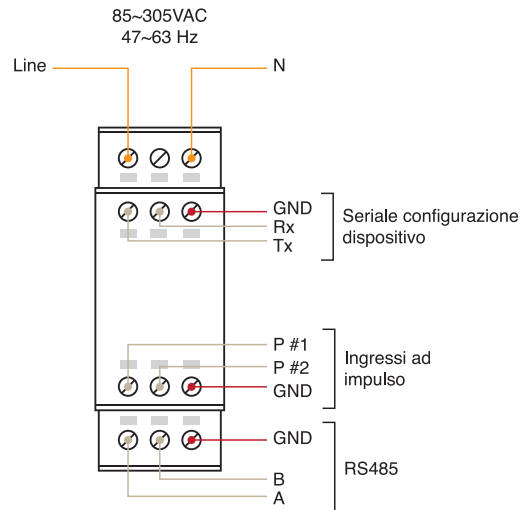 85~305VAC
47~63 Hz
Line
N
GND
Rx
Tx
Seriale configurazione
dispositivo
P #1
P #2
GND
Ingressi ad
impulso
GND
B
A
RS485